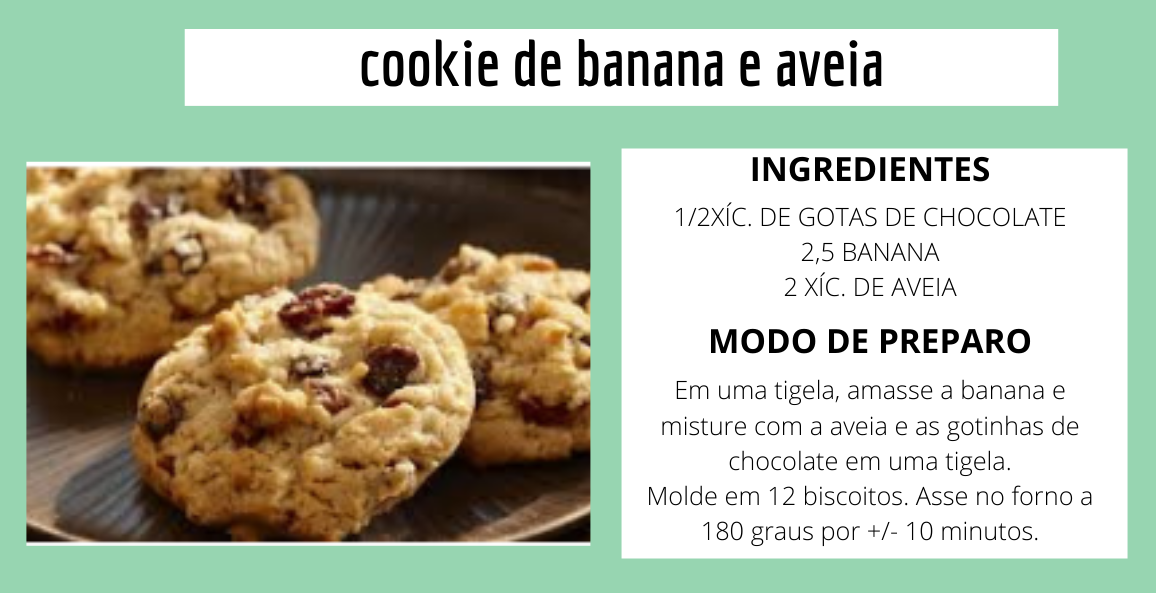 cookie de banana e aveia
INGREDIENTES
1/2XÍC. DE GOTAS DE CHOCOLATE
2,5 BANANA
2 XÍC. DE AVEIA
MODO DE PREPARO
Em uma tigela, amasse a banana e
misture com a aveia e as gotinhas de
chocolate em uma tigela.
Molde em 12 biscoitos. Asse no forno a
180 graus por +/- 10 minutos.